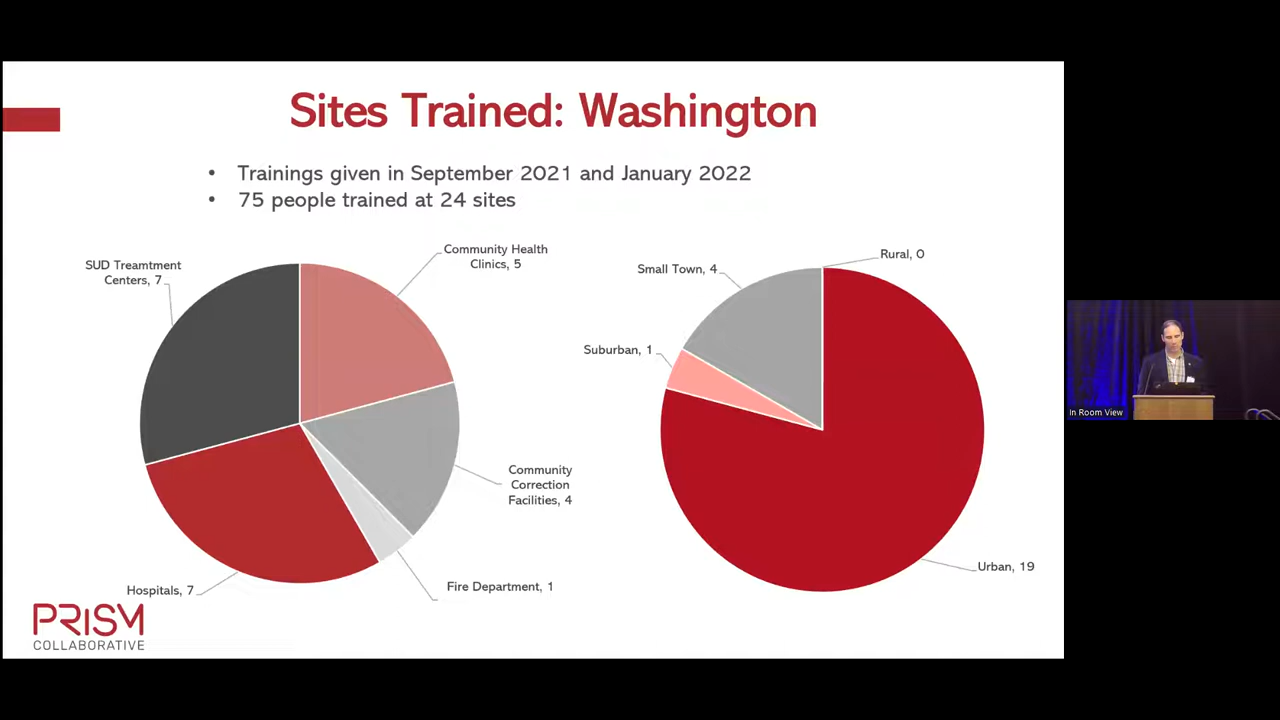 Sites Trained: Washington
• Trainings given in September 2021 and January 2022
• 75 people trained at 24 sites
SUD Treamtment
Centers, 7
Community Health
Clinics, 5
Community
Correction
Facilities, 4
Fire Department, 1
Hospitals, 7
Rural, 0
Small Town, 4
Suburban, 1
Urban, 19
PRISM
COLLABORATIVE
In Room View